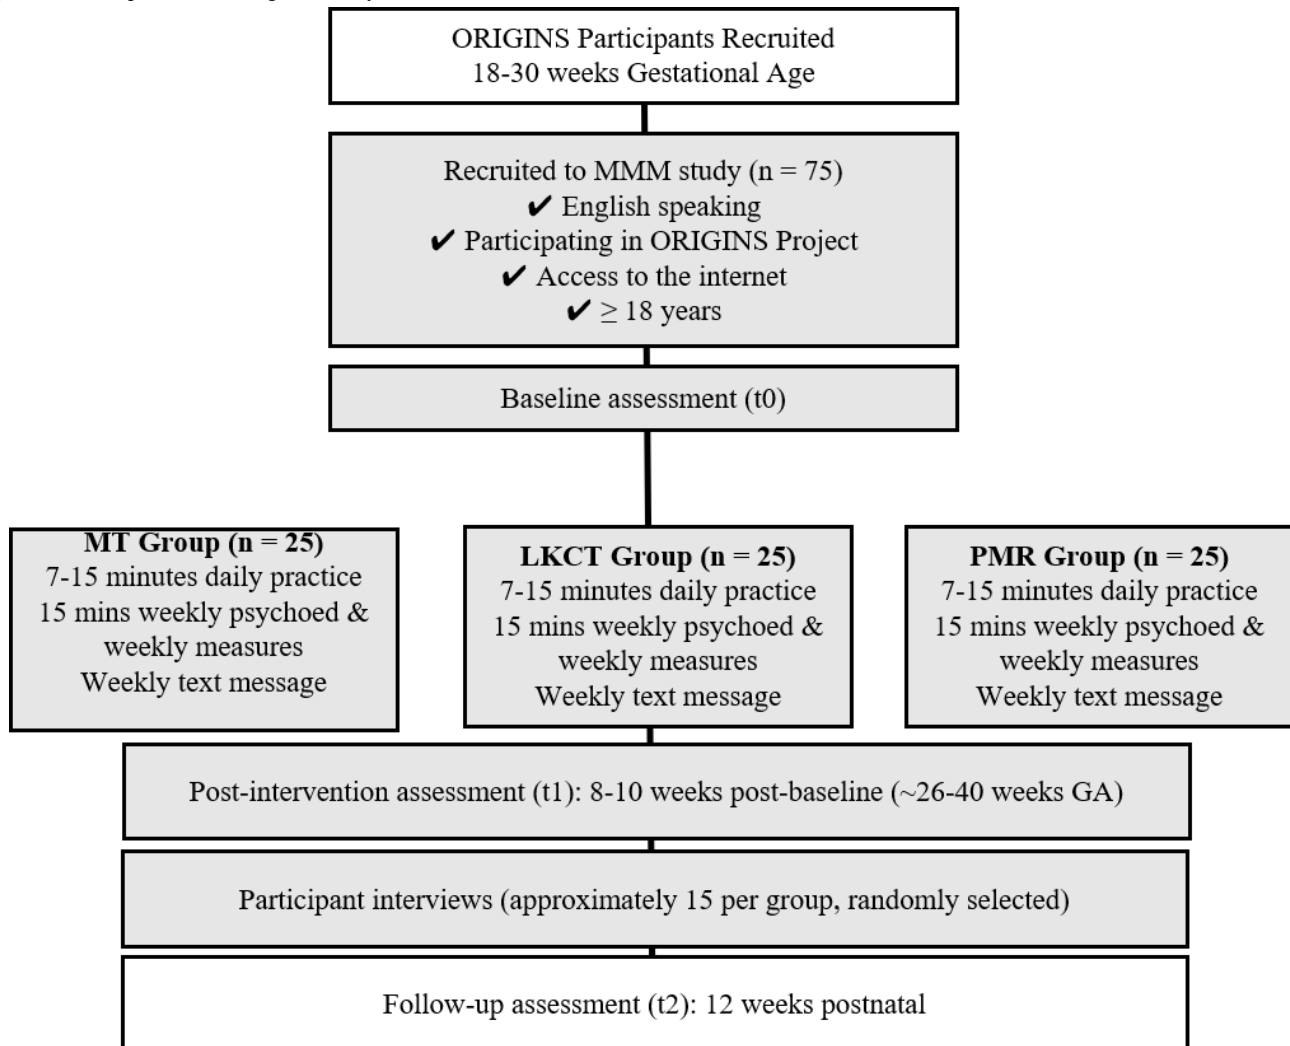 ORIGINS Participants Recruited
18-30 weeks Gestational Age
Recruited to MMM study (n = 75)
✔ English speaking
✔ Participating in ORIGINS Project
✔ Access to the internet
✔ ≥ 18 years
Baseline assessment (t0)
MT Group (n = 25)
7-15 minutes daily practice
15 mins weekly psychoed &
weekly measures
Weekly text message
LKCT Group (n = 25)
7-15 minutes daily practice
15 mins weekly psychoed &
weekly measures
Weekly text message
PMR Group (n = 25)
7-15 minutes daily practice
15 mins weekly psychoed &
weekly measures
Weekly text message
Post-intervention assessment (t1): 8-10 weeks post-baseline (~26-40 weeks GA)
Participant interviews (approximately 15 per group, randomly selected)
Follow-up assessment (t2): 12 weeks postnatal